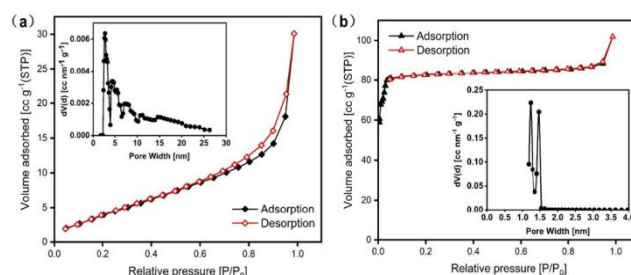 (a)
Volume adsorbed [cc g-1(STP)]
30
25
20
15
10
5
0
0.0 0.2 0.4 0.6 0.8 1.0
Relative pressure [P/P0]
Adsorption
Desorption
dV(d) [cc nm-1 g-1]
0.006
0.003
0.000
0 5 10 15 20 25 30
Pore Width [nm]
(b)
Volume adsorbed [cc g-1(STP)]
100
80
60
40
20
0
0.0 0.2 0.4 0.6 0.8 1.0
Relative pressure [P/P0]
Adsorption
Desorption
dV(d) [cc nm-1 g-1]
0.25
0.20
0.15
0.10
0.05
0.00
0.0 0.5 1.0 1.5 2.0 2.5 3.0 3.5 4.0
Pore Width [nm]